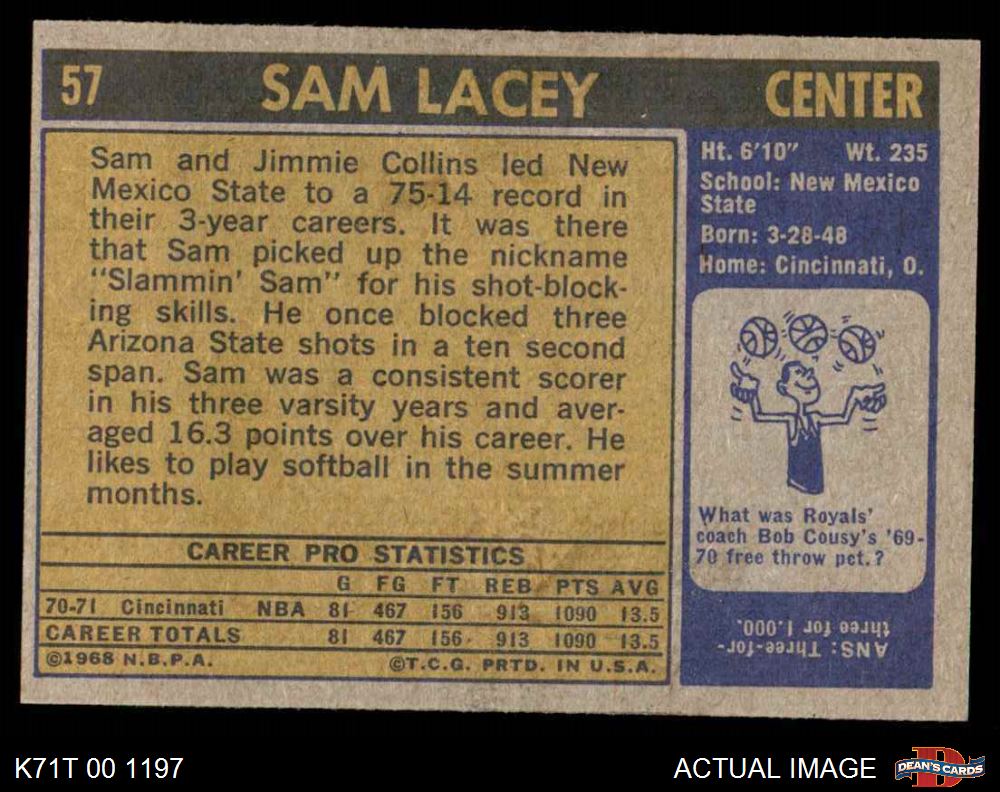 57 SAM LACEY CENTER
Sam and Jimmie Collins led New
Mexico State to a 75-14 record in
their 3-year careers. It was there
that Sam picked up the nickname
"Slammin' Sam" for his shot-block-
ing skills. He once blocked three
Arizona State shots in a ten second
span. Sam was a consistent scorer
in his three varsity years and aver-
aged 16.3 points over his career. He
likes to play softball in the summer
months.
CAREER PRO STATISTICS
G FG FT REB PTS AVG
70-71 Cincinnati NBA 81 467 156 913 1090 13.5
CAREER TOTALS 81 467 156 913 1090 13.5
©1968 N.B.P.A. ©T.C.G. PRTD. IN U.S.A.
Ht. 6'10" Wt. 235
School: New Mexico
State
Born: 3-28-48
Home: Cincinnati, O.
What was Royals'
coach Bob Cousy's '69-
70 free throw pct.?
ANS: Three-for-
three for 1.000.
K71T 00 1197
ACTUAL IMAGE
DEAN'S CARDS